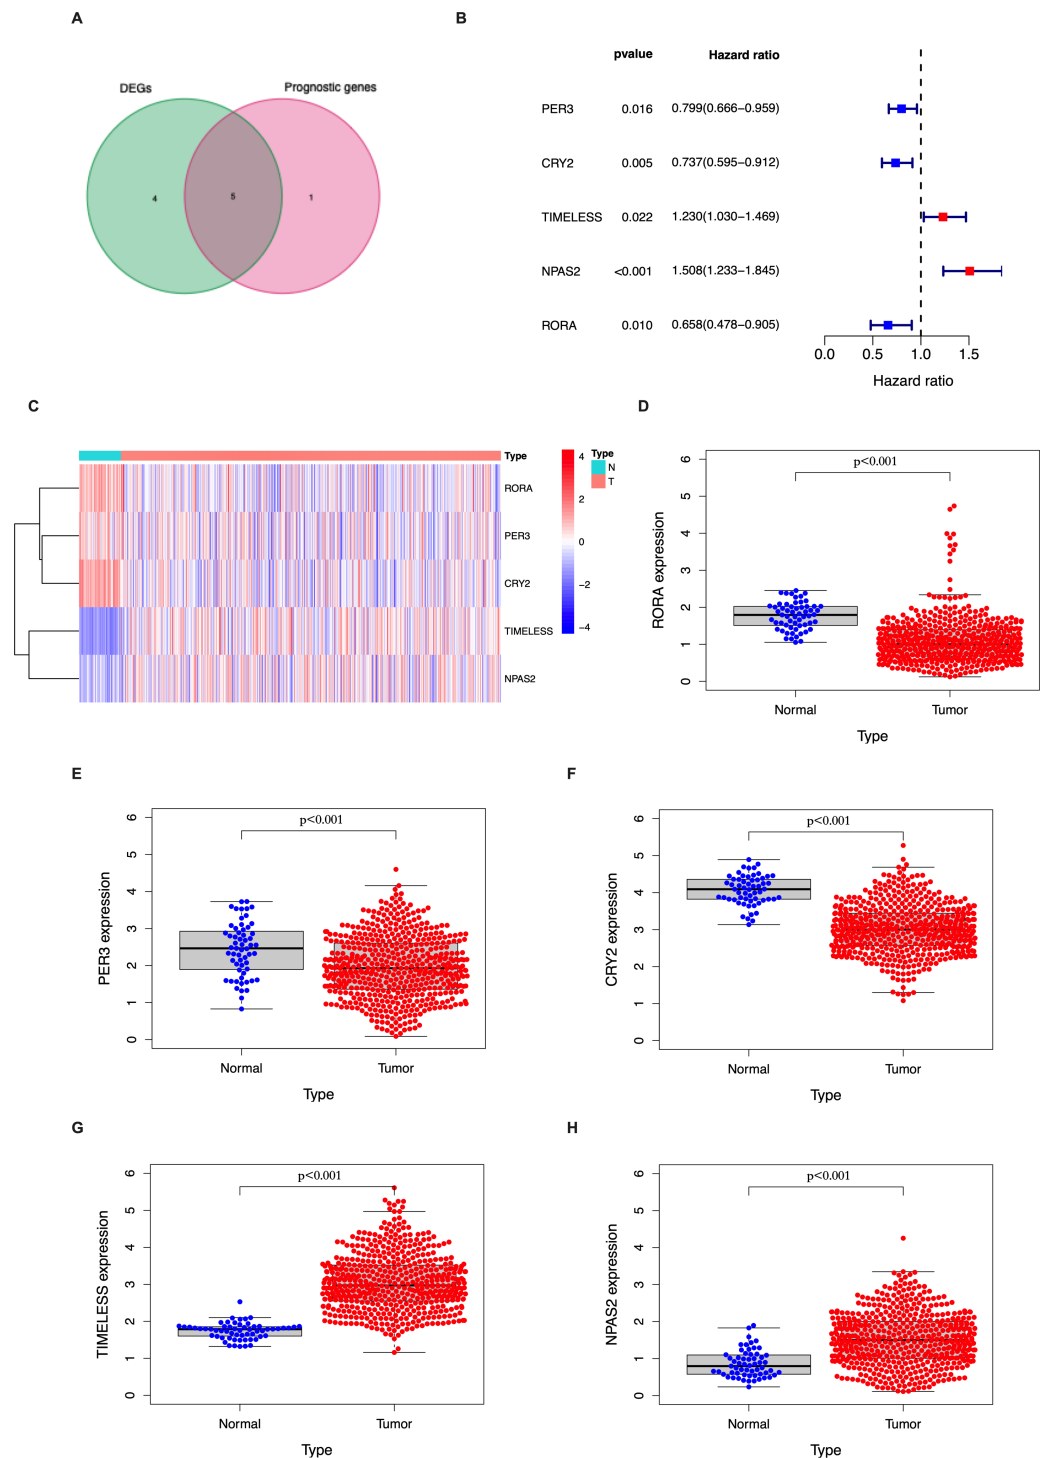 A
DEGs
Prognostic genes
4
5
1
B
pvalue Hazard ratio
PER3 0.016 0.799(0.666−0.959)
CRY2 0.005 0.737(0.595−0.912)
TIMELESS 0.022 1.230(1.030−1.469)
NPAS2 <0.001 1.508(1.233−1.845)
RORA 0.010 0.658(0.478−0.905)
0.0 0.5 1.0 1.5
Hazard ratio
C
Type
RORA
PER3
CRY2
TIMELESS
NPAS2
4
2
0
−2
−4
Type
N
T
D
p<0.001
RORA expression
6
5
4
3
2
1
0
Normal Tumor
Type
E
p<0.001
PER3 expression
6
5
4
3
2
1
0
Normal Tumor
Type
F
p<0.001
CRY2 expression
6
5
4
3
2
1
0
Normal Tumor
Type
G
p<0.001
TIMELESS expression
6
5
4
3
2
1
0
Normal Tumor
Type
H
p<0.001
NPAS2 expression
6
5
4
3
2
1
0
Normal Tumor
Type